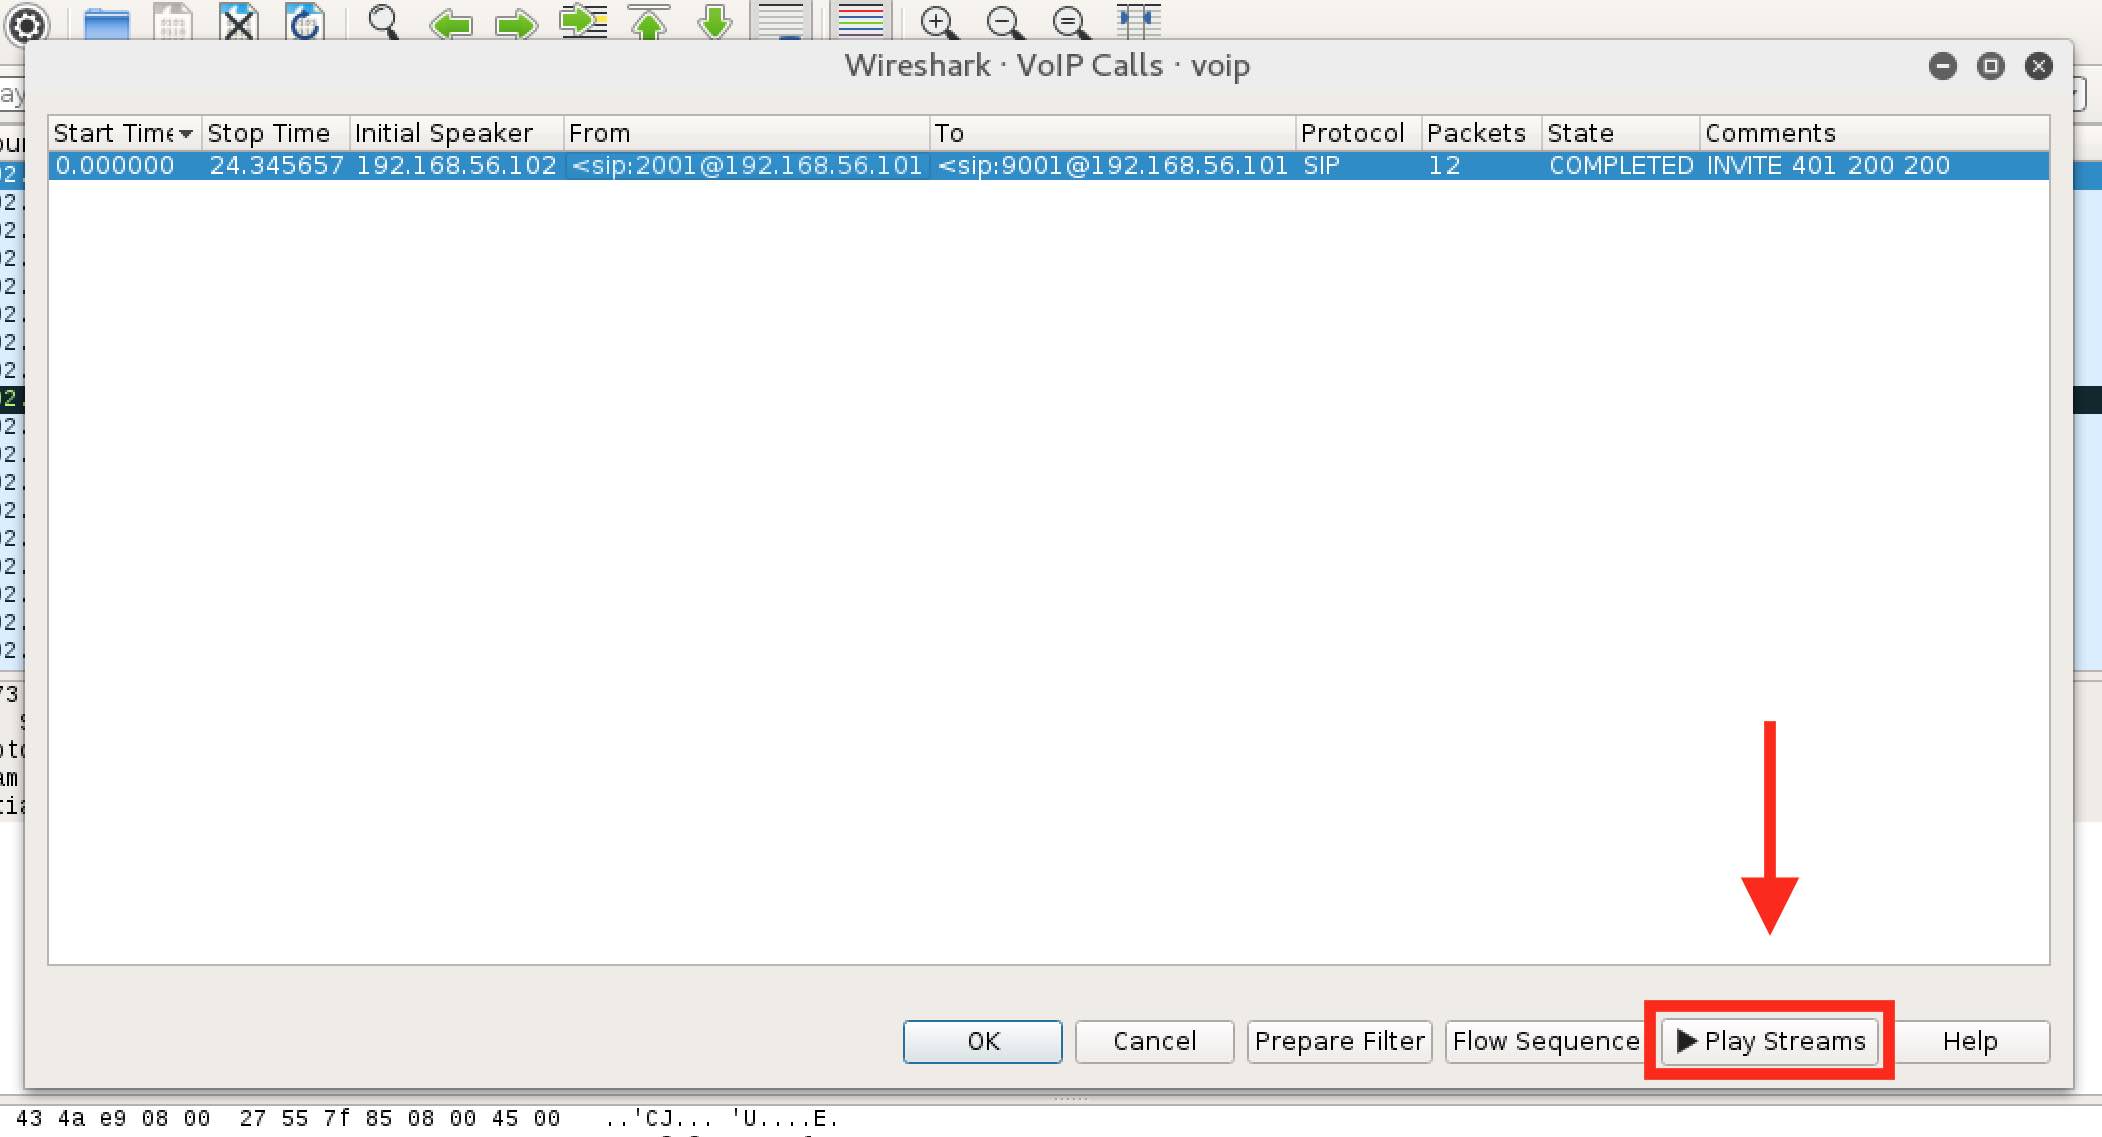 Wireshark · VoIP Calls · voip
Start Time Stop Time Initial Speaker From To Protocol Packets State Comments
0.000000 24.345657 192.168.56.102 <sip:2001@192.168.56.101 <sip:9001@192.168.56.101 SIP 12 COMPLETED INVITE 401 200 200
OK Cancel Prepare Filter Flow Sequence Play Streams Help
43 4a e9 08 00 27 55 7f 85 08 00 45 00 ..'CJ... 'U....E.